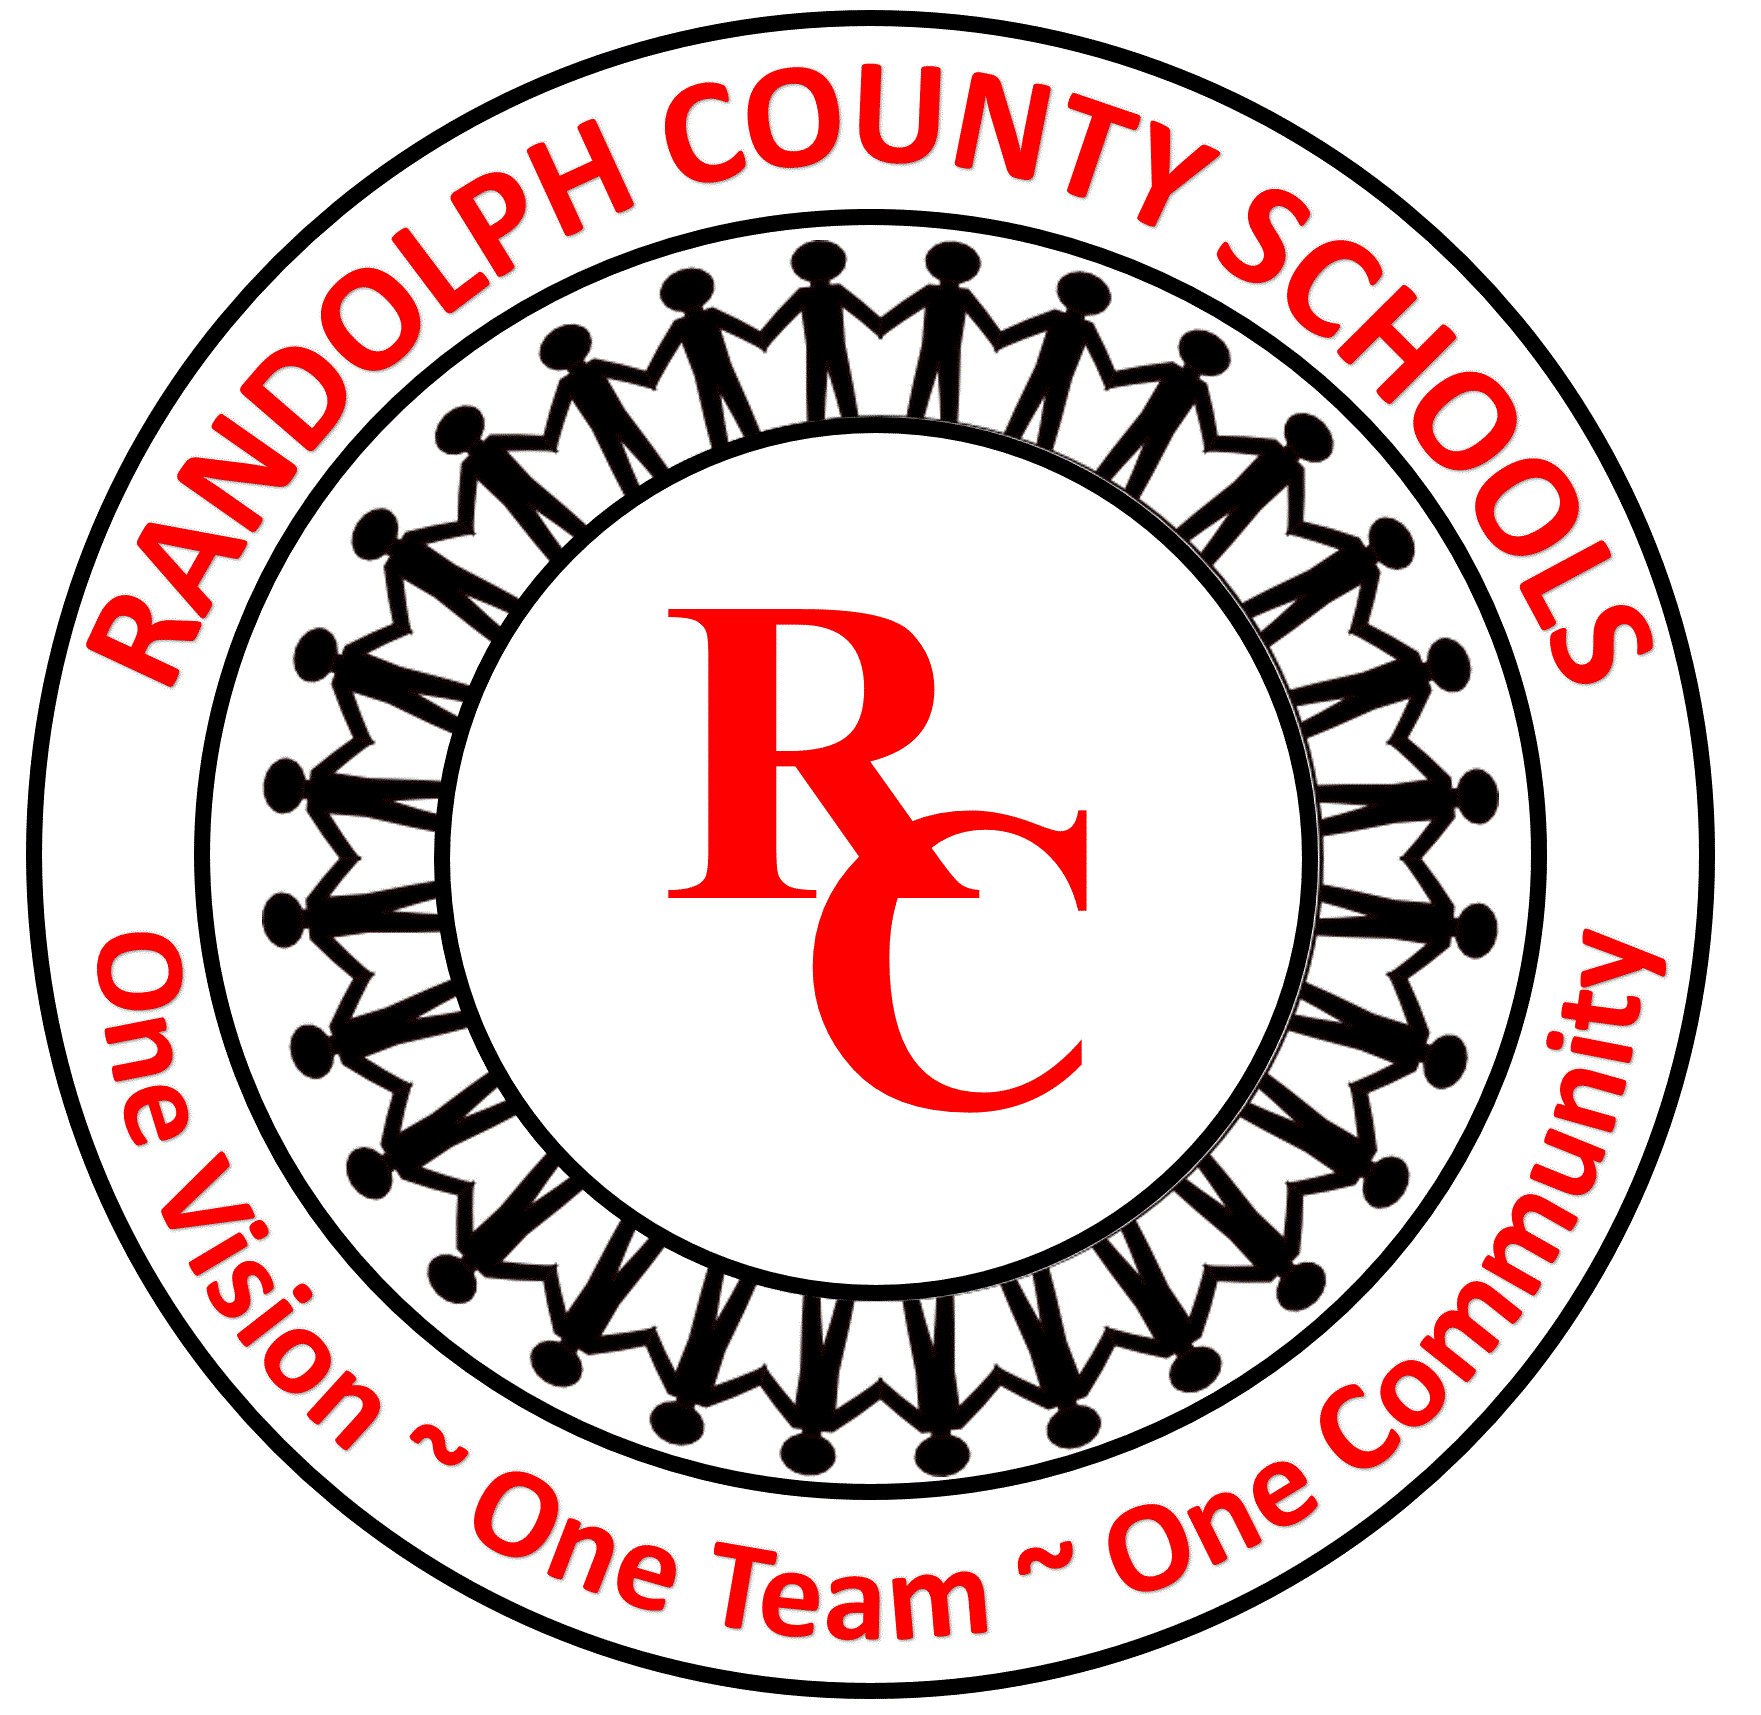 RANDOLPH COUNTY SCHOOLS
RC
One Vision ~ One Team ~ One Community